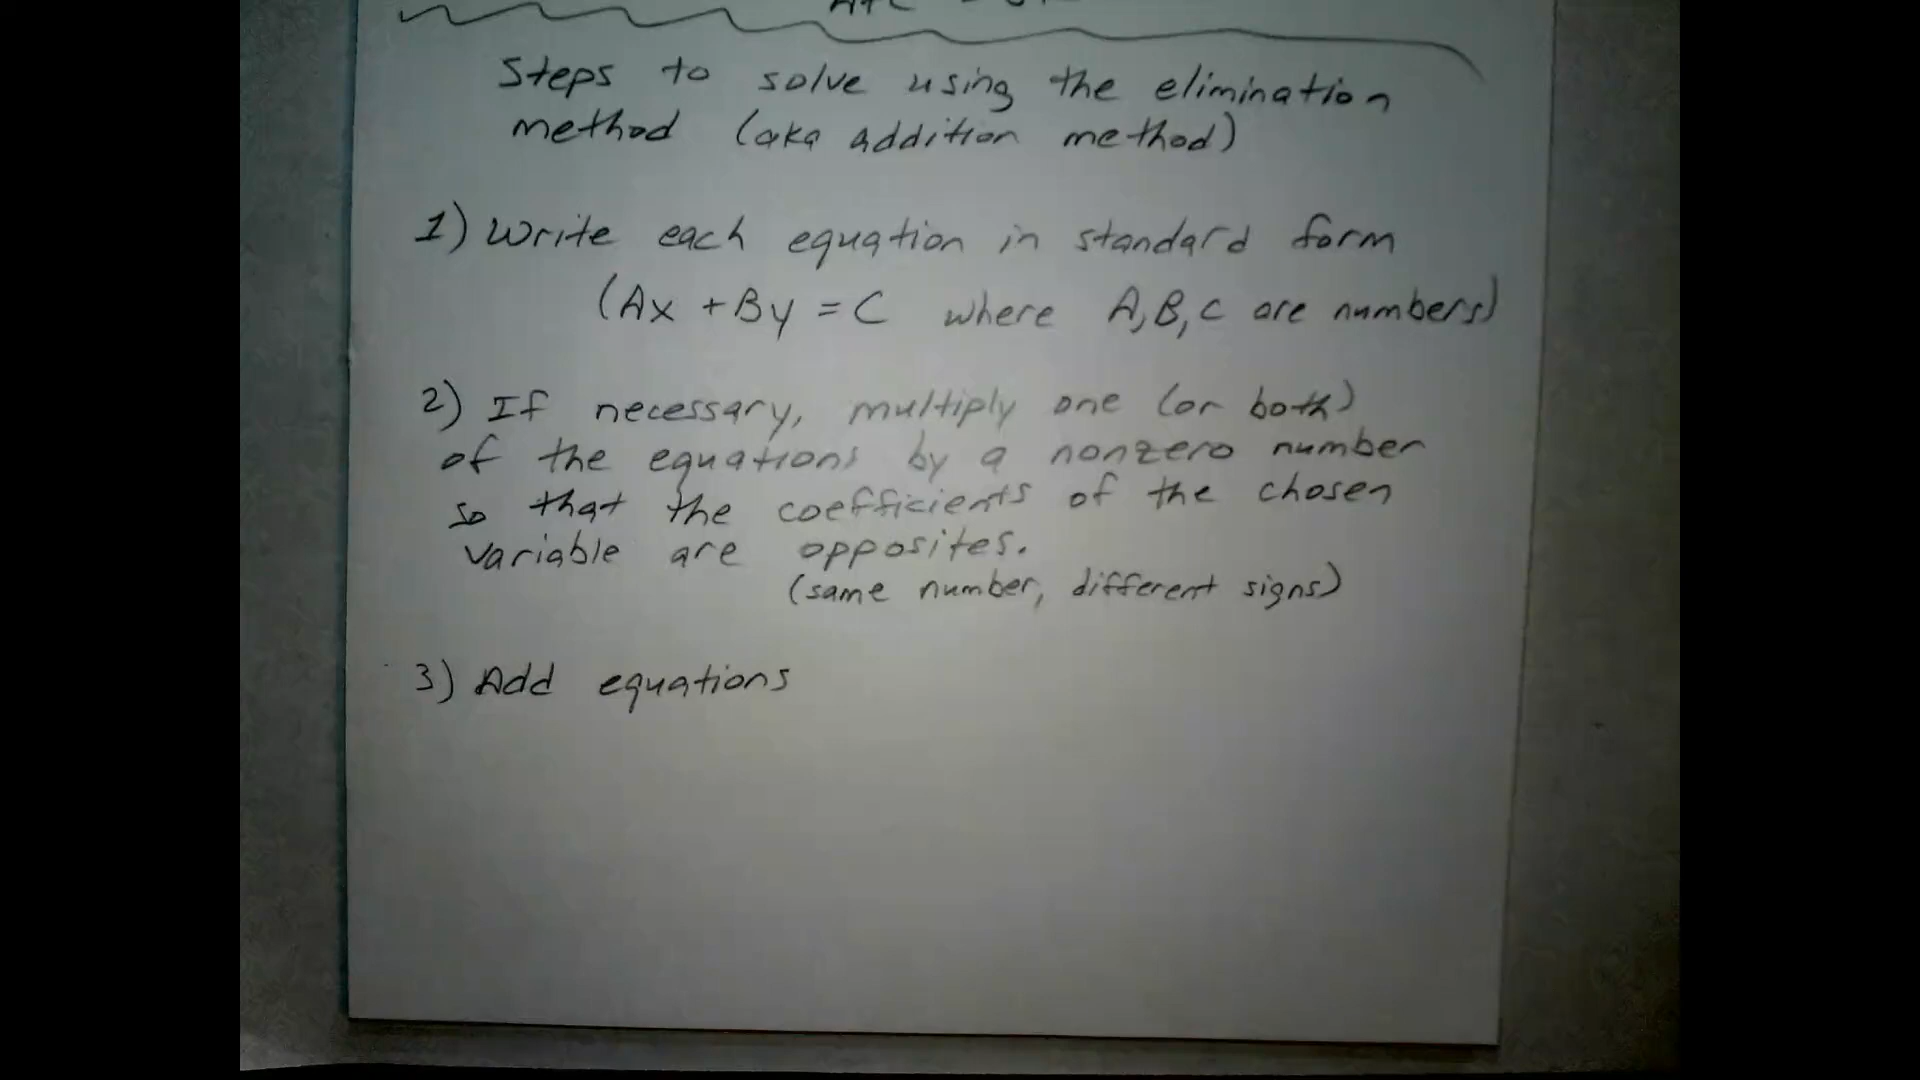 Steps to solve using the elimination
method (aka addition method)
1) Write each equation in standard form
(Ax + By = C where A, B, C are numbers)
2) If necessary, multiply one (or both)
of the equations by a nonzero number
so that the coefficients of the chosen
variable are opposites.
(same number, different signs)
3) Add equations